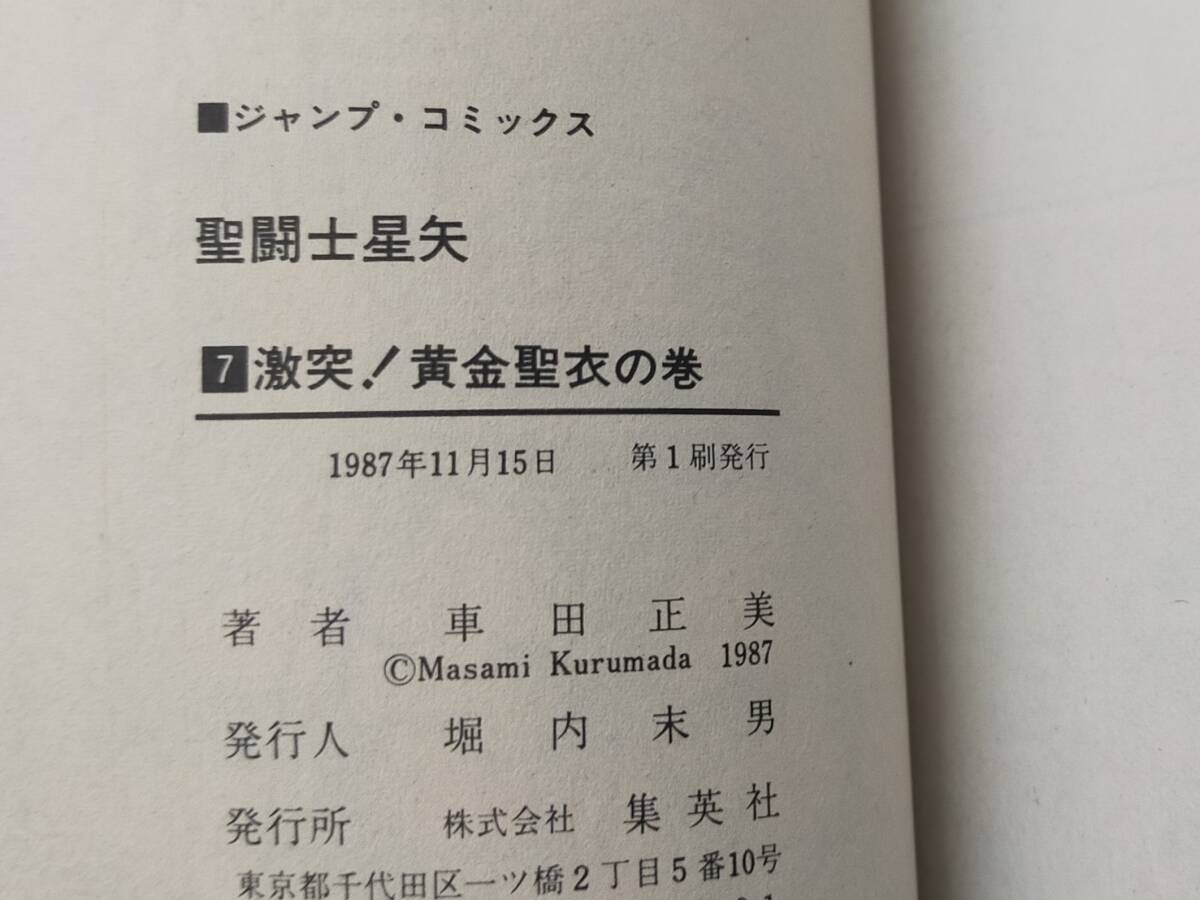 ■ジャンプ・コミックス
聖闘士星矢
7 激突！黄金聖衣の巻
1987年11月15日 第1刷発行
著者 車田正美
©Masami Kurumada 1987
発行人 堀内末男
発行所 株式会社 集英社
東京都千代田区一ツ橋2丁目5番10号